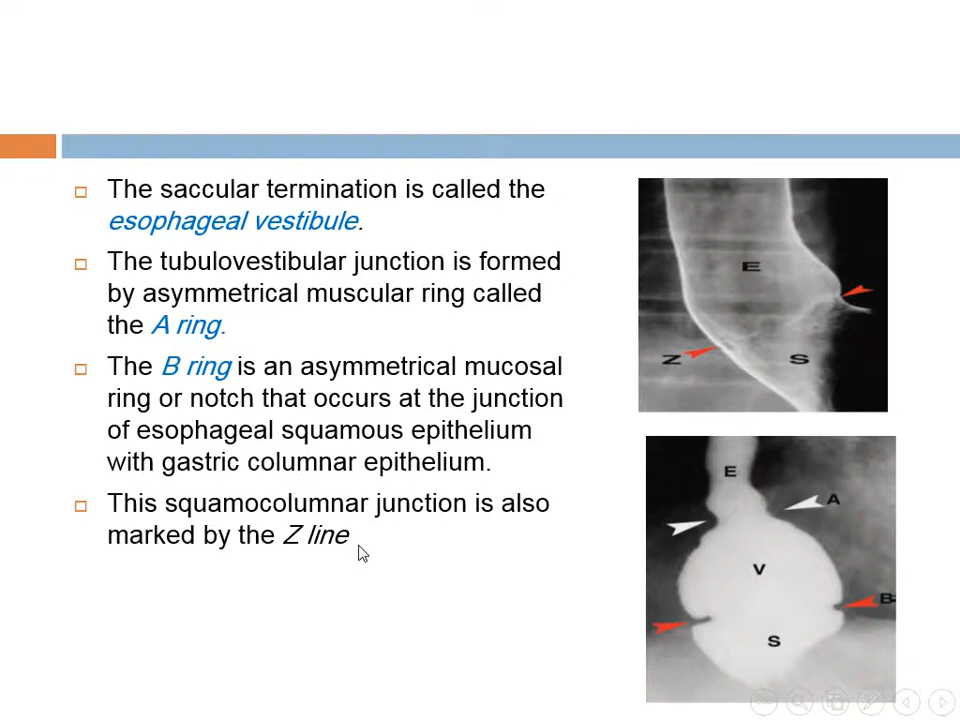 The saccular termination is called the
esophageal vestibule.
The tubulovestibular junction is formed
by asymmetrical muscular ring called
the A ring.
The B ring is an asymmetrical mucosal
ring or notch that occurs at the junction
of esophageal squamous epithelium
with gastric columnar epithelium.
This squamocolumnar junction is also
marked by the Z line
E
Z
S
E
A
V
B
S